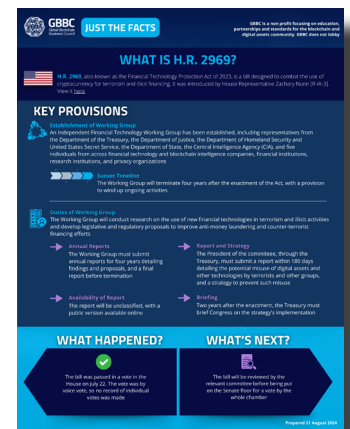 GBBC
Global Blockchain
Business Council
JUST THE FACTS
GBBC is a non profit focusing on education,
partnerships and standards for the blockchain and
digital assets community. GBBC does not lobby
WHAT IS H.R. 2969?
H.R. 2969, also known as the Financial Technology Protection Act of 2023, is a bill designed to combat the use of
cryptocurrency for terrorism and illicit financing. It was introduced by House Representative Zachary Nunn [R-IA-3].
View it here
KEY PROVISIONS
Establishment of Working Group
An Independent Financial Technology Working Group has been established, including representatives from
the Department of the Treasury, the Department of Justice, the Department of Homeland Security and
United States Secret Service, the Department of State, the Central Intelligence Agency (CIA), and five
individuals from across financial technology and blockchain intelligence companies, financial institutions,
research institutions, and privacy organizations
Sunset Timeline
The Working Group will terminate four years after the enactment of the Act, with a provision
to wind up ongoing activities
Duties of Working Group
The Working Group will conduct research on the use of new financial technologies in terrorism and illicit activities
and develop legislative and regulatory proposals to improve anti-money laundering and counter-terrorist
financing efforts
Annual Reports
The Working Group must submit
annual reports for four years detailing
findings and proposals, and a final
report before termination
Report and Strategy
The President of the committee, through the
Treasury, must submit a report within 180 days
detailing the potential misuse of digital assets and
other technologies by terrorists and other groups,
and a strategy to prevent such misuse
Availability of Report
The report will be unclassified, with a
public version available online
Briefing
Two years after the enactment, the Treasury must
brief Congress on the strategy's implementation
WHAT HAPPENED?
The bill was passed in a vote in the
House on July 22. The vote was by
voice vote, so no record of individual
votes was made
WHAT'S NEXT?
The bill will be reviewed by the
relevant committee before being put
on the Senate floor for a vote by the
whole chamber
Prepared 21 August 2024